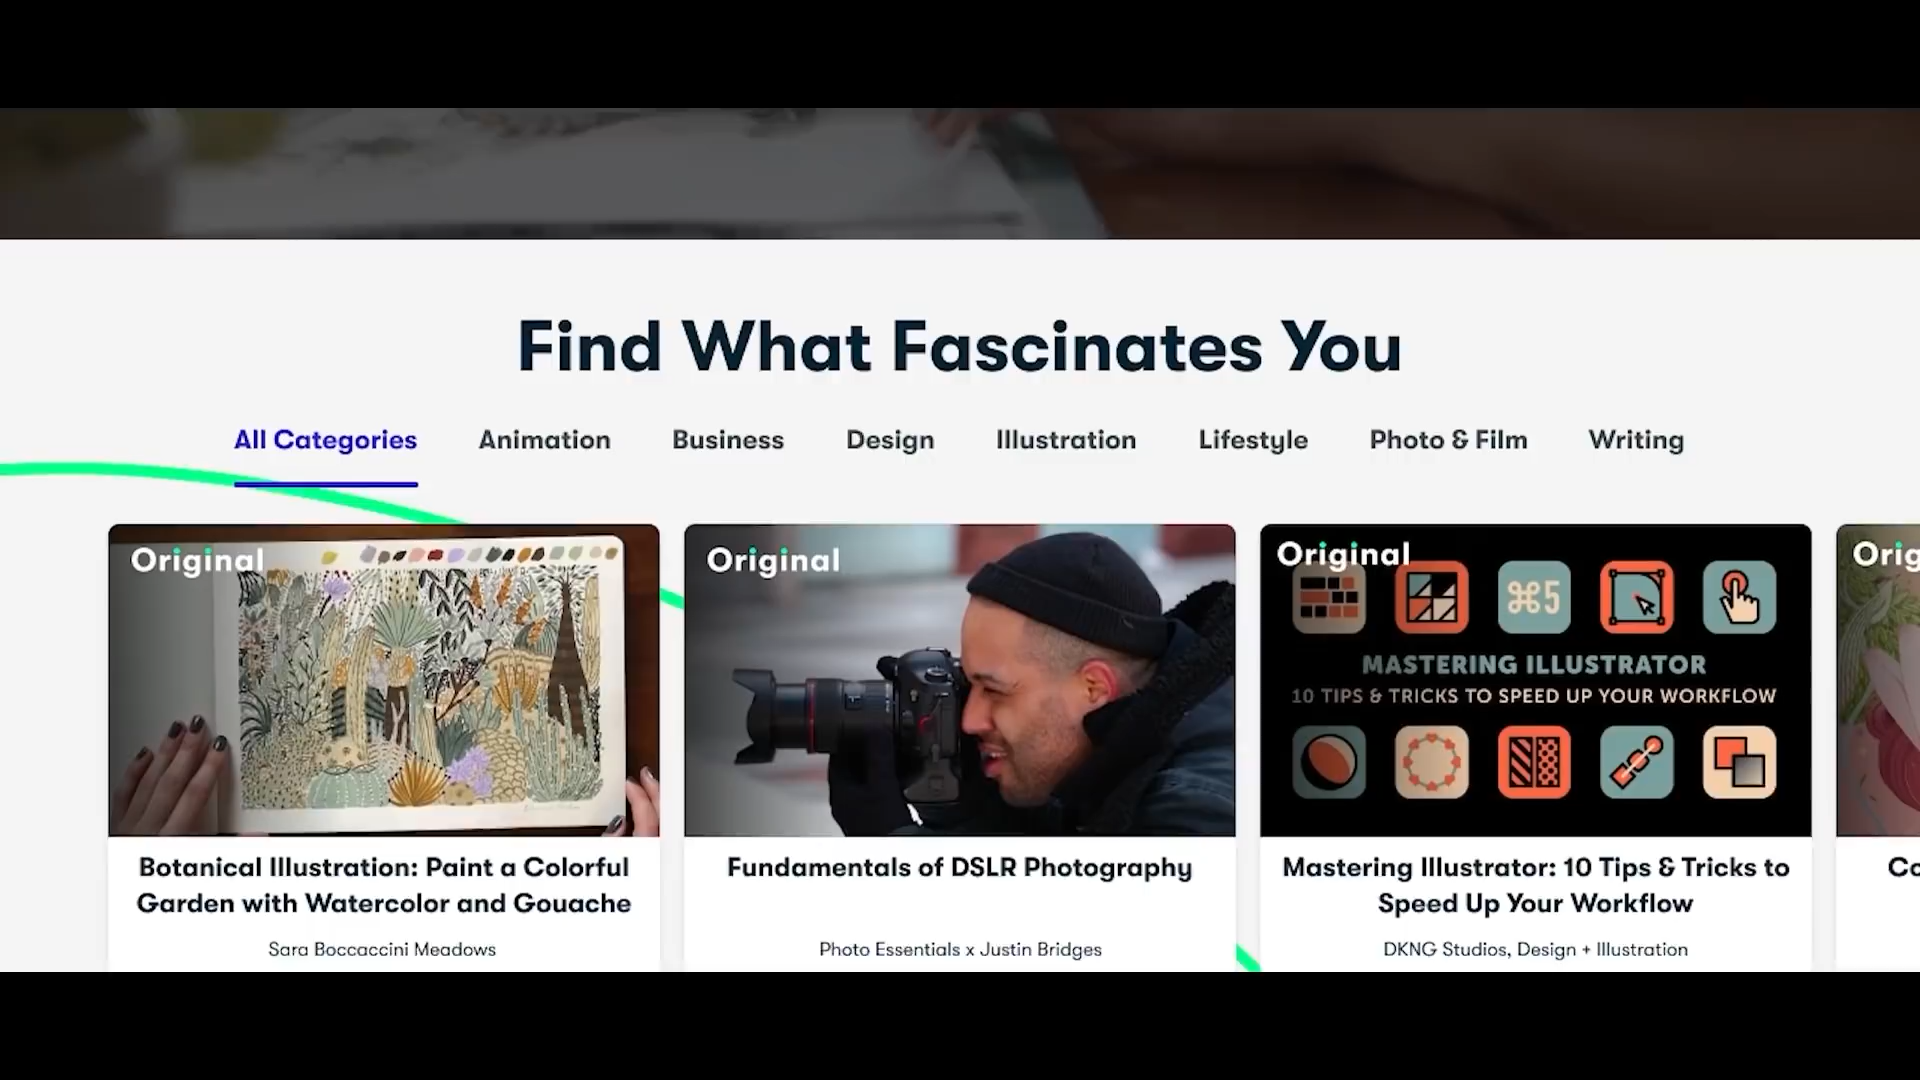 Find What Fascinates You
All Categories Animation Business Design Illustration Lifestyle Photo & Film Writing
Original
Original
Original
⌘5
MASTERING ILLUSTRATOR
10 TIPS & TRICKS TO SPEED UP YOUR WORKFLOW
Botanical Illustration: Paint a Colorful
Garden with Watercolor and Gouache
Sara Boccaccini Meadows
Fundamentals of DSLR Photography
Photo Essentials x Justin Bridges
Mastering Illustrator: 10 Tips & Tricks to
Speed Up Your Workflow
DKNG Studios, Design + Illustration